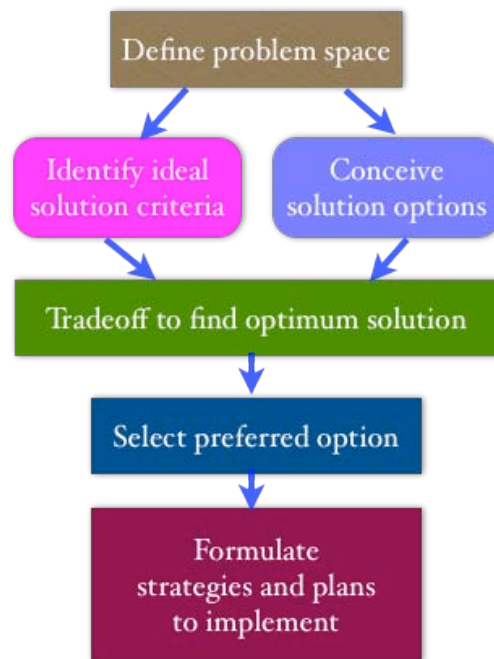 Define problem space
Identify ideal
solution criteria
Conceive
solution options
Tradeoff to find optimum solution
Select preferred option
Formulate
strategies and plans
to implement